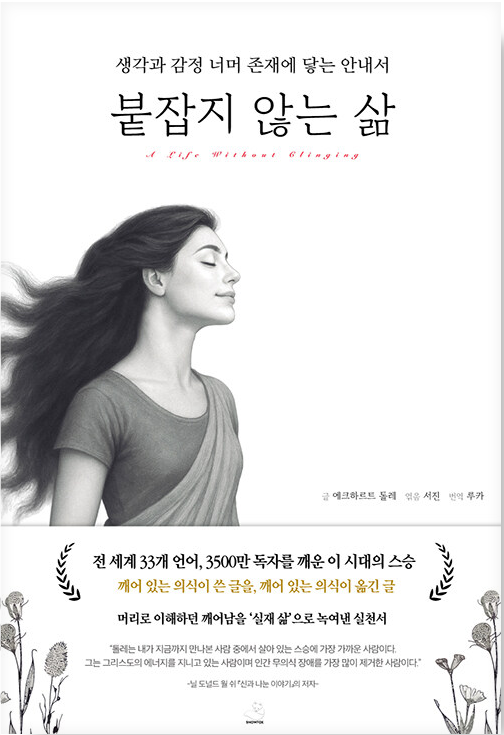 생각과 감정 너머 존재에 닿는 안내서
붙잡지 않는 삶
A Life Without Clinging
글 에크하르트 톨레 엮음 서진 번역 루카
전 세계 33개 언어, 3500만 독자를 깨운 이 시대의 스승
깨어 있는 의식이 쓴 글을, 깨어 있는 의식이 옮긴 글
머리로 이해하던 깨어남을 ‘실재 삶’으로 녹여낸 실천서
"톨레는 내가 지금까지 만나본 사람 중에서 살아 있는 스승에 가장 가까운 사람이다.
그는 그리스도의 에너지를 지니고 있는 사람이며 인간 무의식 장애를 가장 많이 제거한 사람이다."
-닐 도널드 월 쉬 『신과 나눈 이야기』의 저자-
SNOWFOX